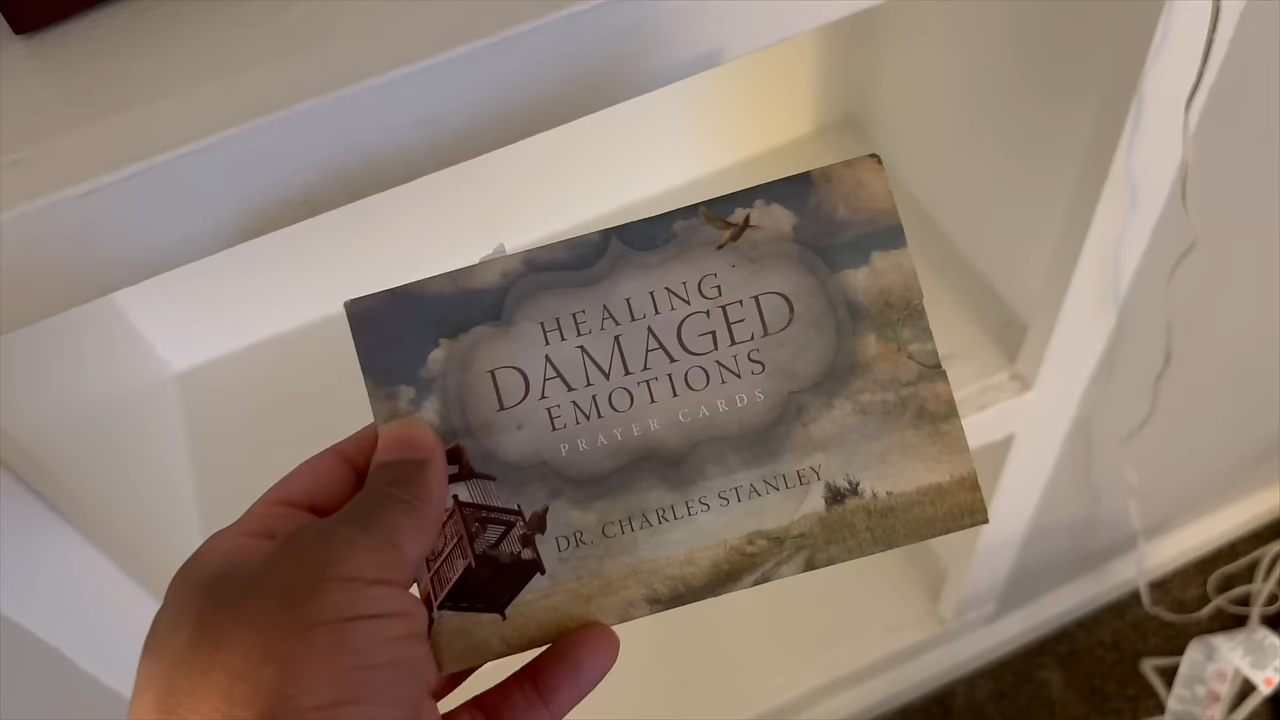 HEALING
DAMAGED
EMOTIONS
PRAYER CARDS
DR. CHARLES STANLEY